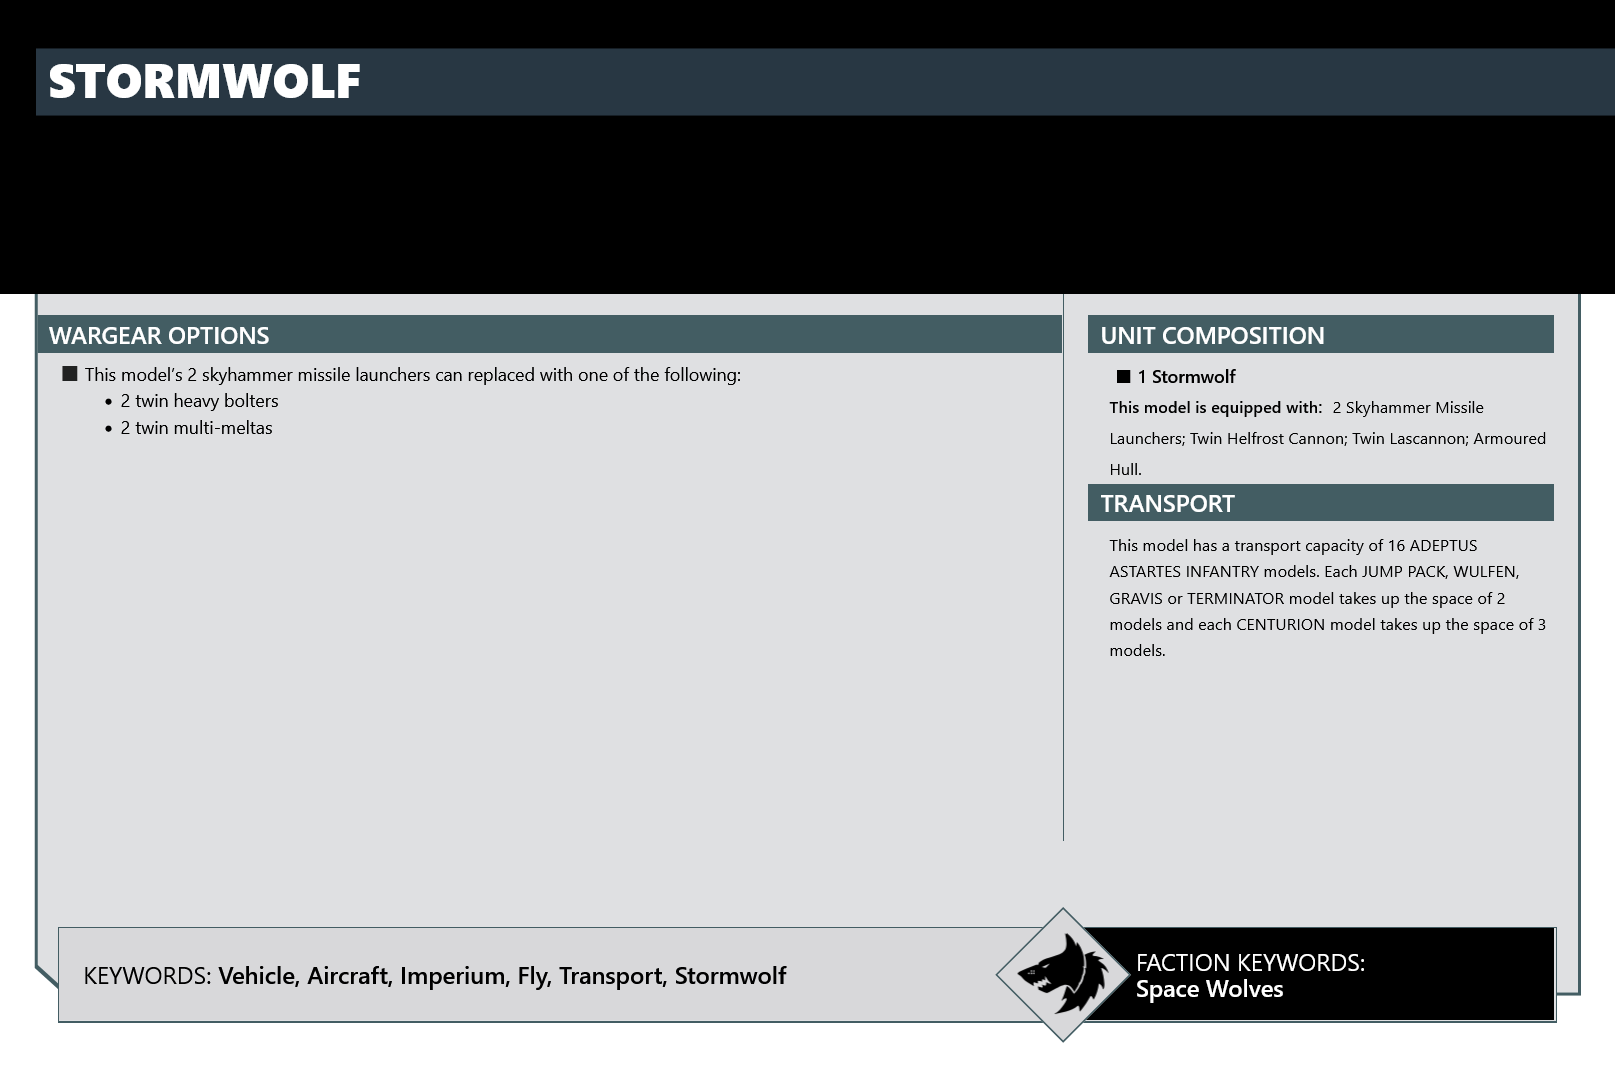 STORMWOLF
WARGEAR OPTIONS
■ This model's 2 skyhammer missile launchers can replaced with one of the following:
• 2 twin heavy bolters
• 2 twin multi-meltas
UNIT COMPOSITION
■ 1 Stormwolf
This model is equipped with: 2 Skyhammer Missile
Launchers; Twin Helfrost Cannon; Twin Lascannon; Armoured
Hull.
TRANSPORT
This model has a transport capacity of 16 ADEPTUS
ASTARTES INFANTRY models. Each JUMP PACK, WULFEN,
GRAVIS or TERMINATOR model takes up the space of 2
models and each CENTURION model takes up the space of 3
models.
KEYWORDS: Vehicle, Aircraft, Imperium, Fly, Transport, Stormwolf
FACTION KEYWORDS:
Space Wolves